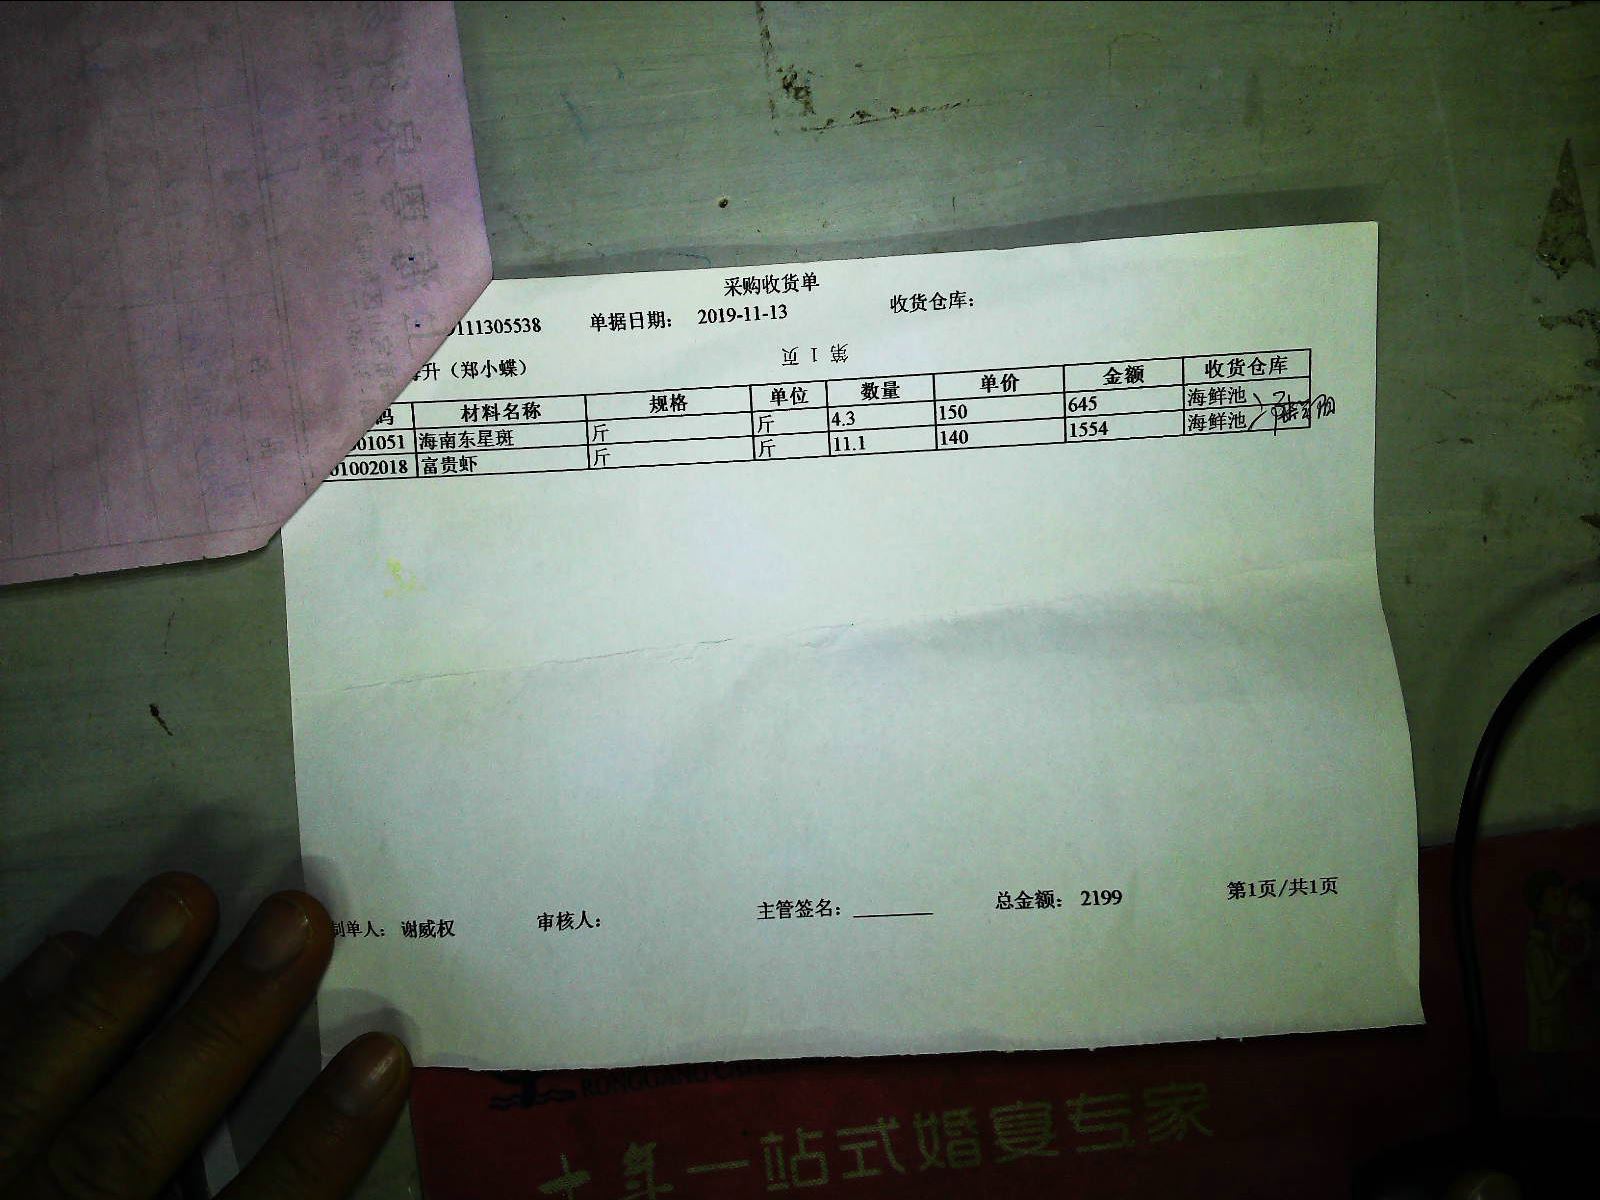 采购收货单
111305538 单据日期: 2019-11-13 收货仓库:
升（郑小蝶）
第 1 页
码 材料名称 规格 单位 数量 单价 金额 收货仓库
01051 海南东星斑 斤 斤 4.3 150 645 海鲜池
01002018 富贵虾 斤 斤 11.1 140 1554 海鲜池
制单人: 谢威权 审核人: 主管签名: 总金额: 2199 第1页/共1页
十年一站式婚宴专家